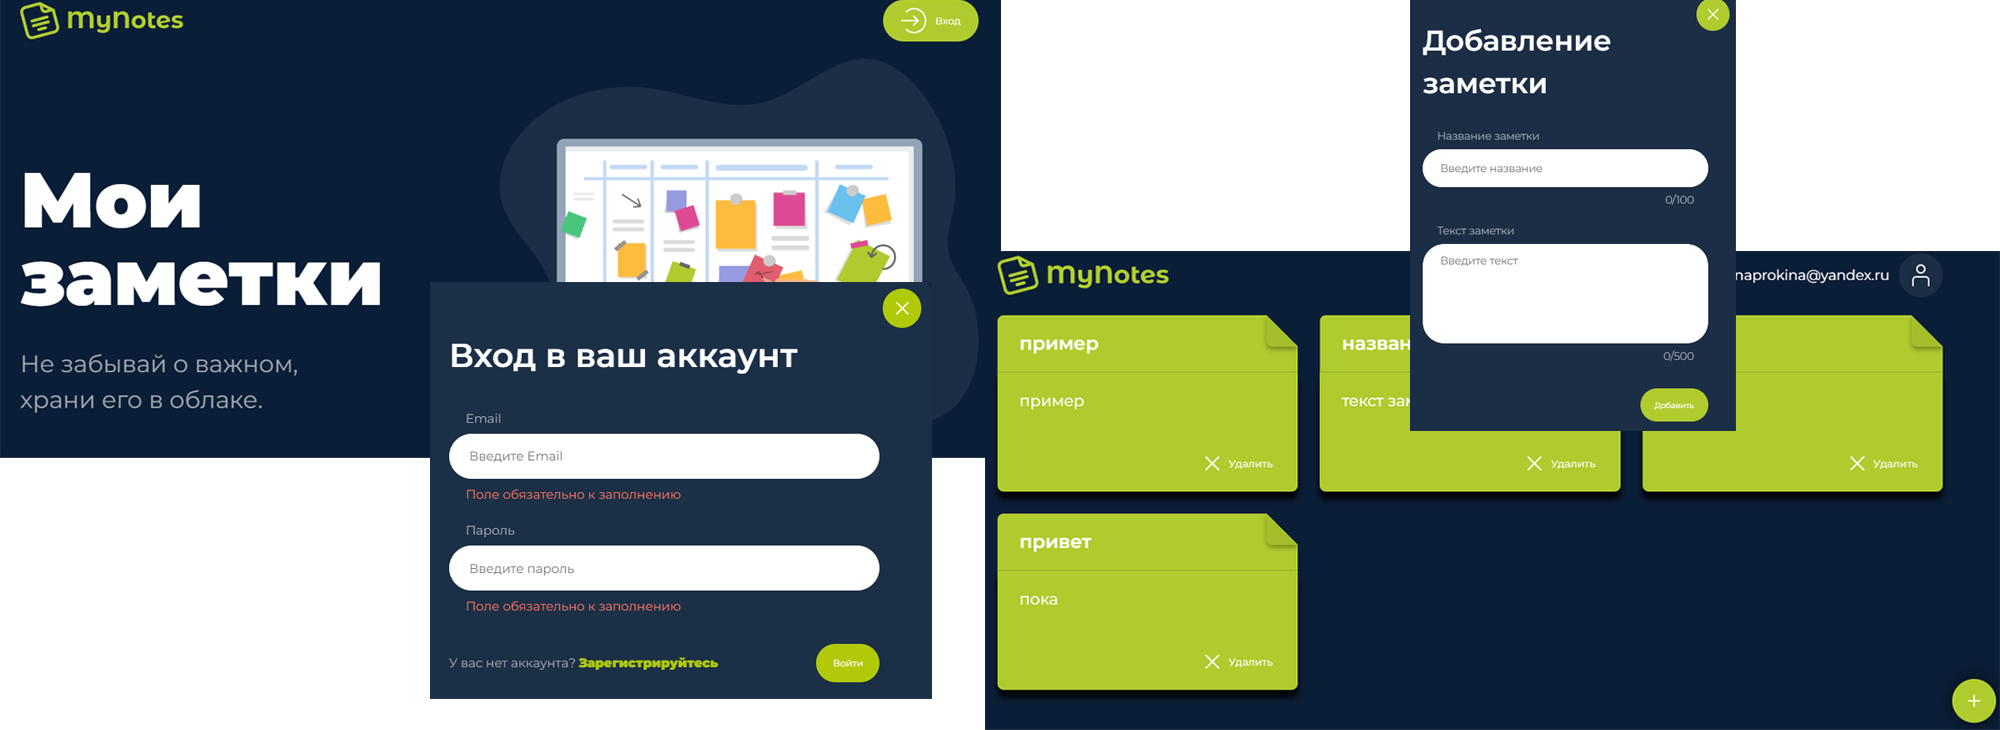 MyNotes
Вход
Мои
заметки
Не забывай о важном,
храни его в облаке.
Вход в ваш аккаунт
Email
Введите Email
Поле обязательно к заполнению
Пароль
Введите пароль
Поле обязательно к заполнению
У вас нет аккаунта? Зарегистрируйтесь
Войти
Добавление
заметки
Название заметки
Введите название
0/100
Текст заметки
Введите текст
0/500
Добавить
MyNotes
naprokina@yandex.ru
пример
пример
Удалить
назван
текст зам
Удалить
Удалить
привет
пока
Удалить